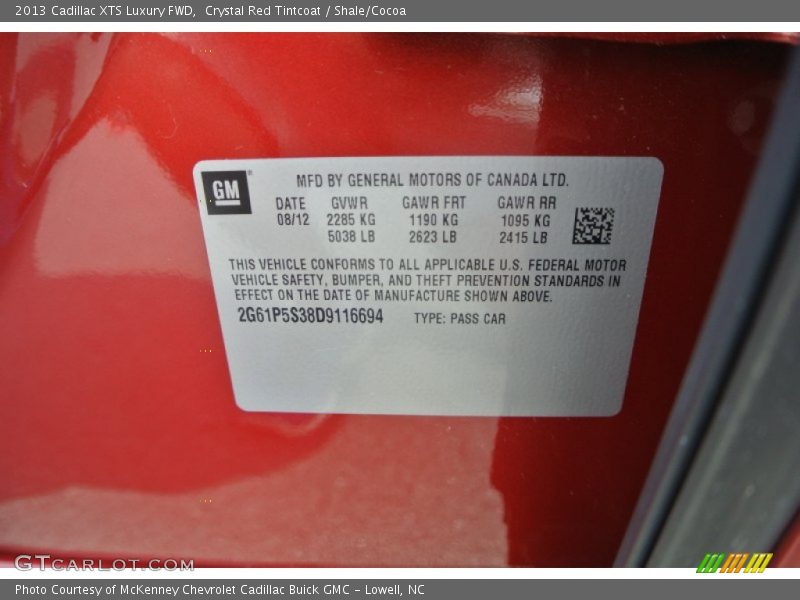 2013 Cadillac XTS Luxury FWD,  Crystal Red Tintcoat / Shale/Cocoa
GM
MFD BY GENERAL MOTORS OF CANADA LTD.
DATE GVWR GAWR FRT GAWR RR
08/12 2285 KG 1190 KG 1095 KG
5038 LB 2623 LB 2415 LB
THIS VEHICLE CONFORMS TO ALL APPLICABLE U.S. FEDERAL MOTOR
VEHICLE SAFETY, BUMPER, AND THEFT PREVENTION STANDARDS IN
EFFECT ON THE DATE OF MANUFACTURE SHOWN ABOVE.
2G61P5S38D9116694 TYPE: PASS CAR
GTCARLOT.COM
Photo Courtesy of McKenney Chevrolet Cadillac Buick GMC – Lowell, NC